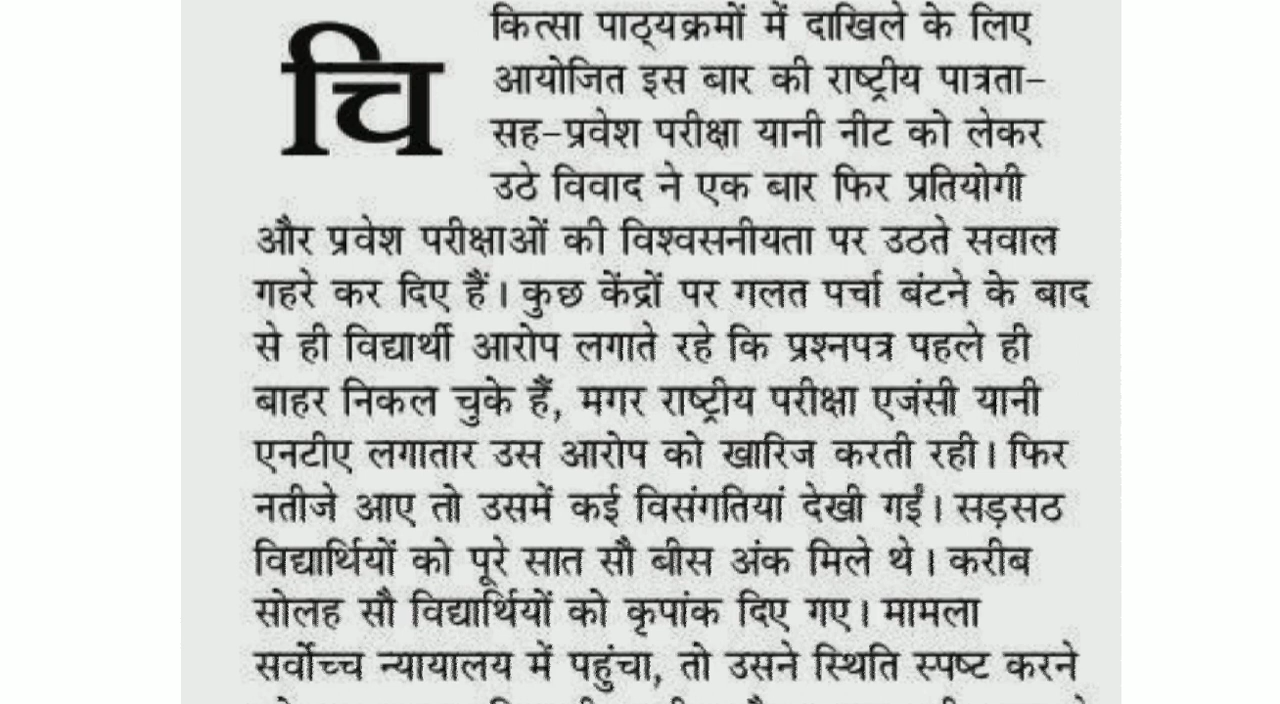 चिकित्सा पाठ्यक्रमों में दाखिले के लिए
आयोजित इस बार की राष्ट्रीय पात्रता-
सह-प्रवेश परीक्षा यानी नीट को लेकर
उठे विवाद ने एक बार फिर प्रतियोगी
और प्रवेश परीक्षाओं की विश्वसनीयता पर उठते सवाल
गहरे कर दिए हैं। कुछ केंद्रों पर गलत पर्चा बंटने के बाद
से ही विद्यार्थी आरोप लगाते रहे कि प्रश्नपत्र पहले ही
बाहर निकल चुके हैं, मगर राष्ट्रीय परीक्षा एजंसी यानी
एनटीए लगातार उस आरोप को खारिज करती रही। फिर
नतीजे आए तो उसमें कई विसंगतियां देखी गईं। सड़सठ
विद्यार्थियों को पूरे सात सौ बीस अंक मिले थे। करीब
सोलह सौ विद्यार्थियों को कृपांक दिए गए। मामला
सर्वोच्च न्यायालय में पहुंचा, तो उसने स्थिति स्पष्ट करने